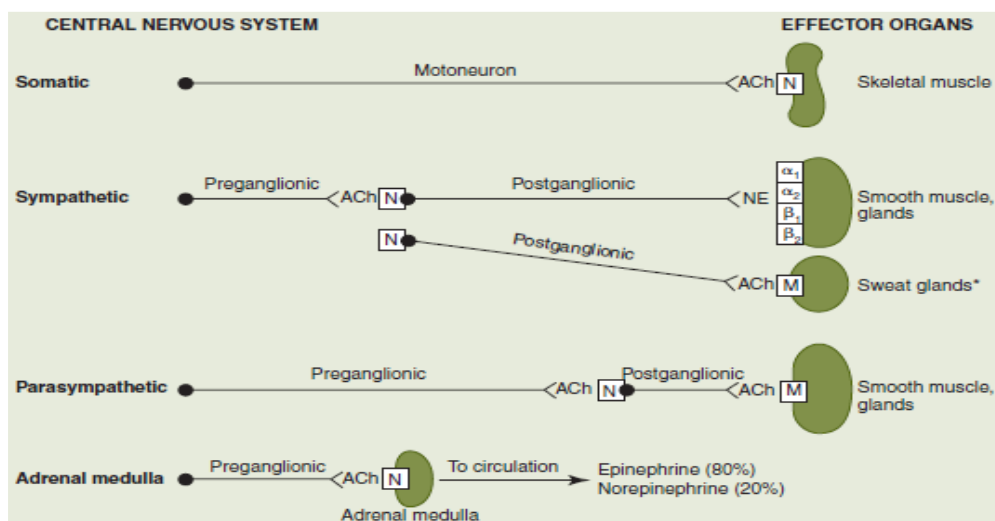 CENTRAL NERVOUS SYSTEM EFFECTOR ORGANS
Somatic Motoneuron ACh N Skeletal muscle
Sympathetic Preganglionic ACh N Postganglionic NE α1 α2 β1 β2 Smooth muscle,
glands
N Postganglionic ACh M Sweat glands*
Parasympathetic Preganglionic ACh N Postganglionic ACh M Smooth muscle,
glands
Adrenal medulla Preganglionic ACh N To circulation Epinephrine (80%)
Norepinephrine (20%)
Adrenal medulla